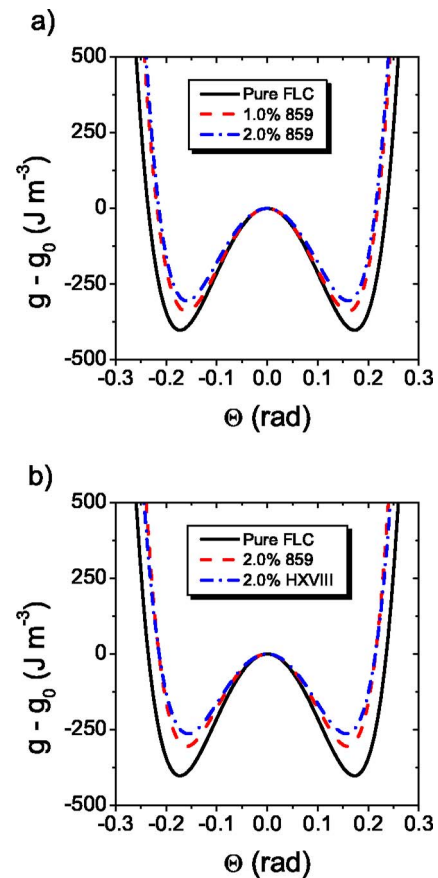 a)
500
250
0
-250
-500
g - g₀ (J m⁻³)
Pure FLC
1.0% 859
2.0% 859
-0.3 -0.2 -0.1 0.0 0.1 0.2 0.3
Θ (rad)
b)
500
250
0
-250
-500
g - g₀ (J m⁻³)
Pure FLC
2.0% 859
2.0% HXVIII
-0.3 -0.2 -0.1 0.0 0.1 0.2 0.3
Θ (rad)